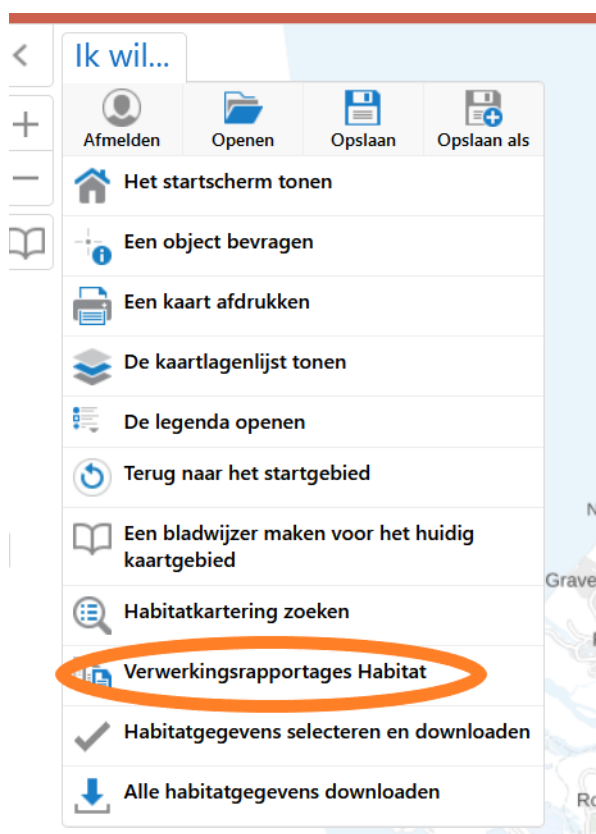 Ik wil...
Afmelden Openen Opslaan Opslaan als
Het startscherm tonen
Een object bevragen
Een kaart afdrukken
De kaartlagenlijst tonen
De legenda openen
Terug naar het startgebied
Een bladwijzer maken voor het huidig
kaartgebied
Habitatkartering zoeken
Verwerkingsrapportages Habitat
Habitatgegevens selecteren en downloaden
Alle habitatgegevens downloaden